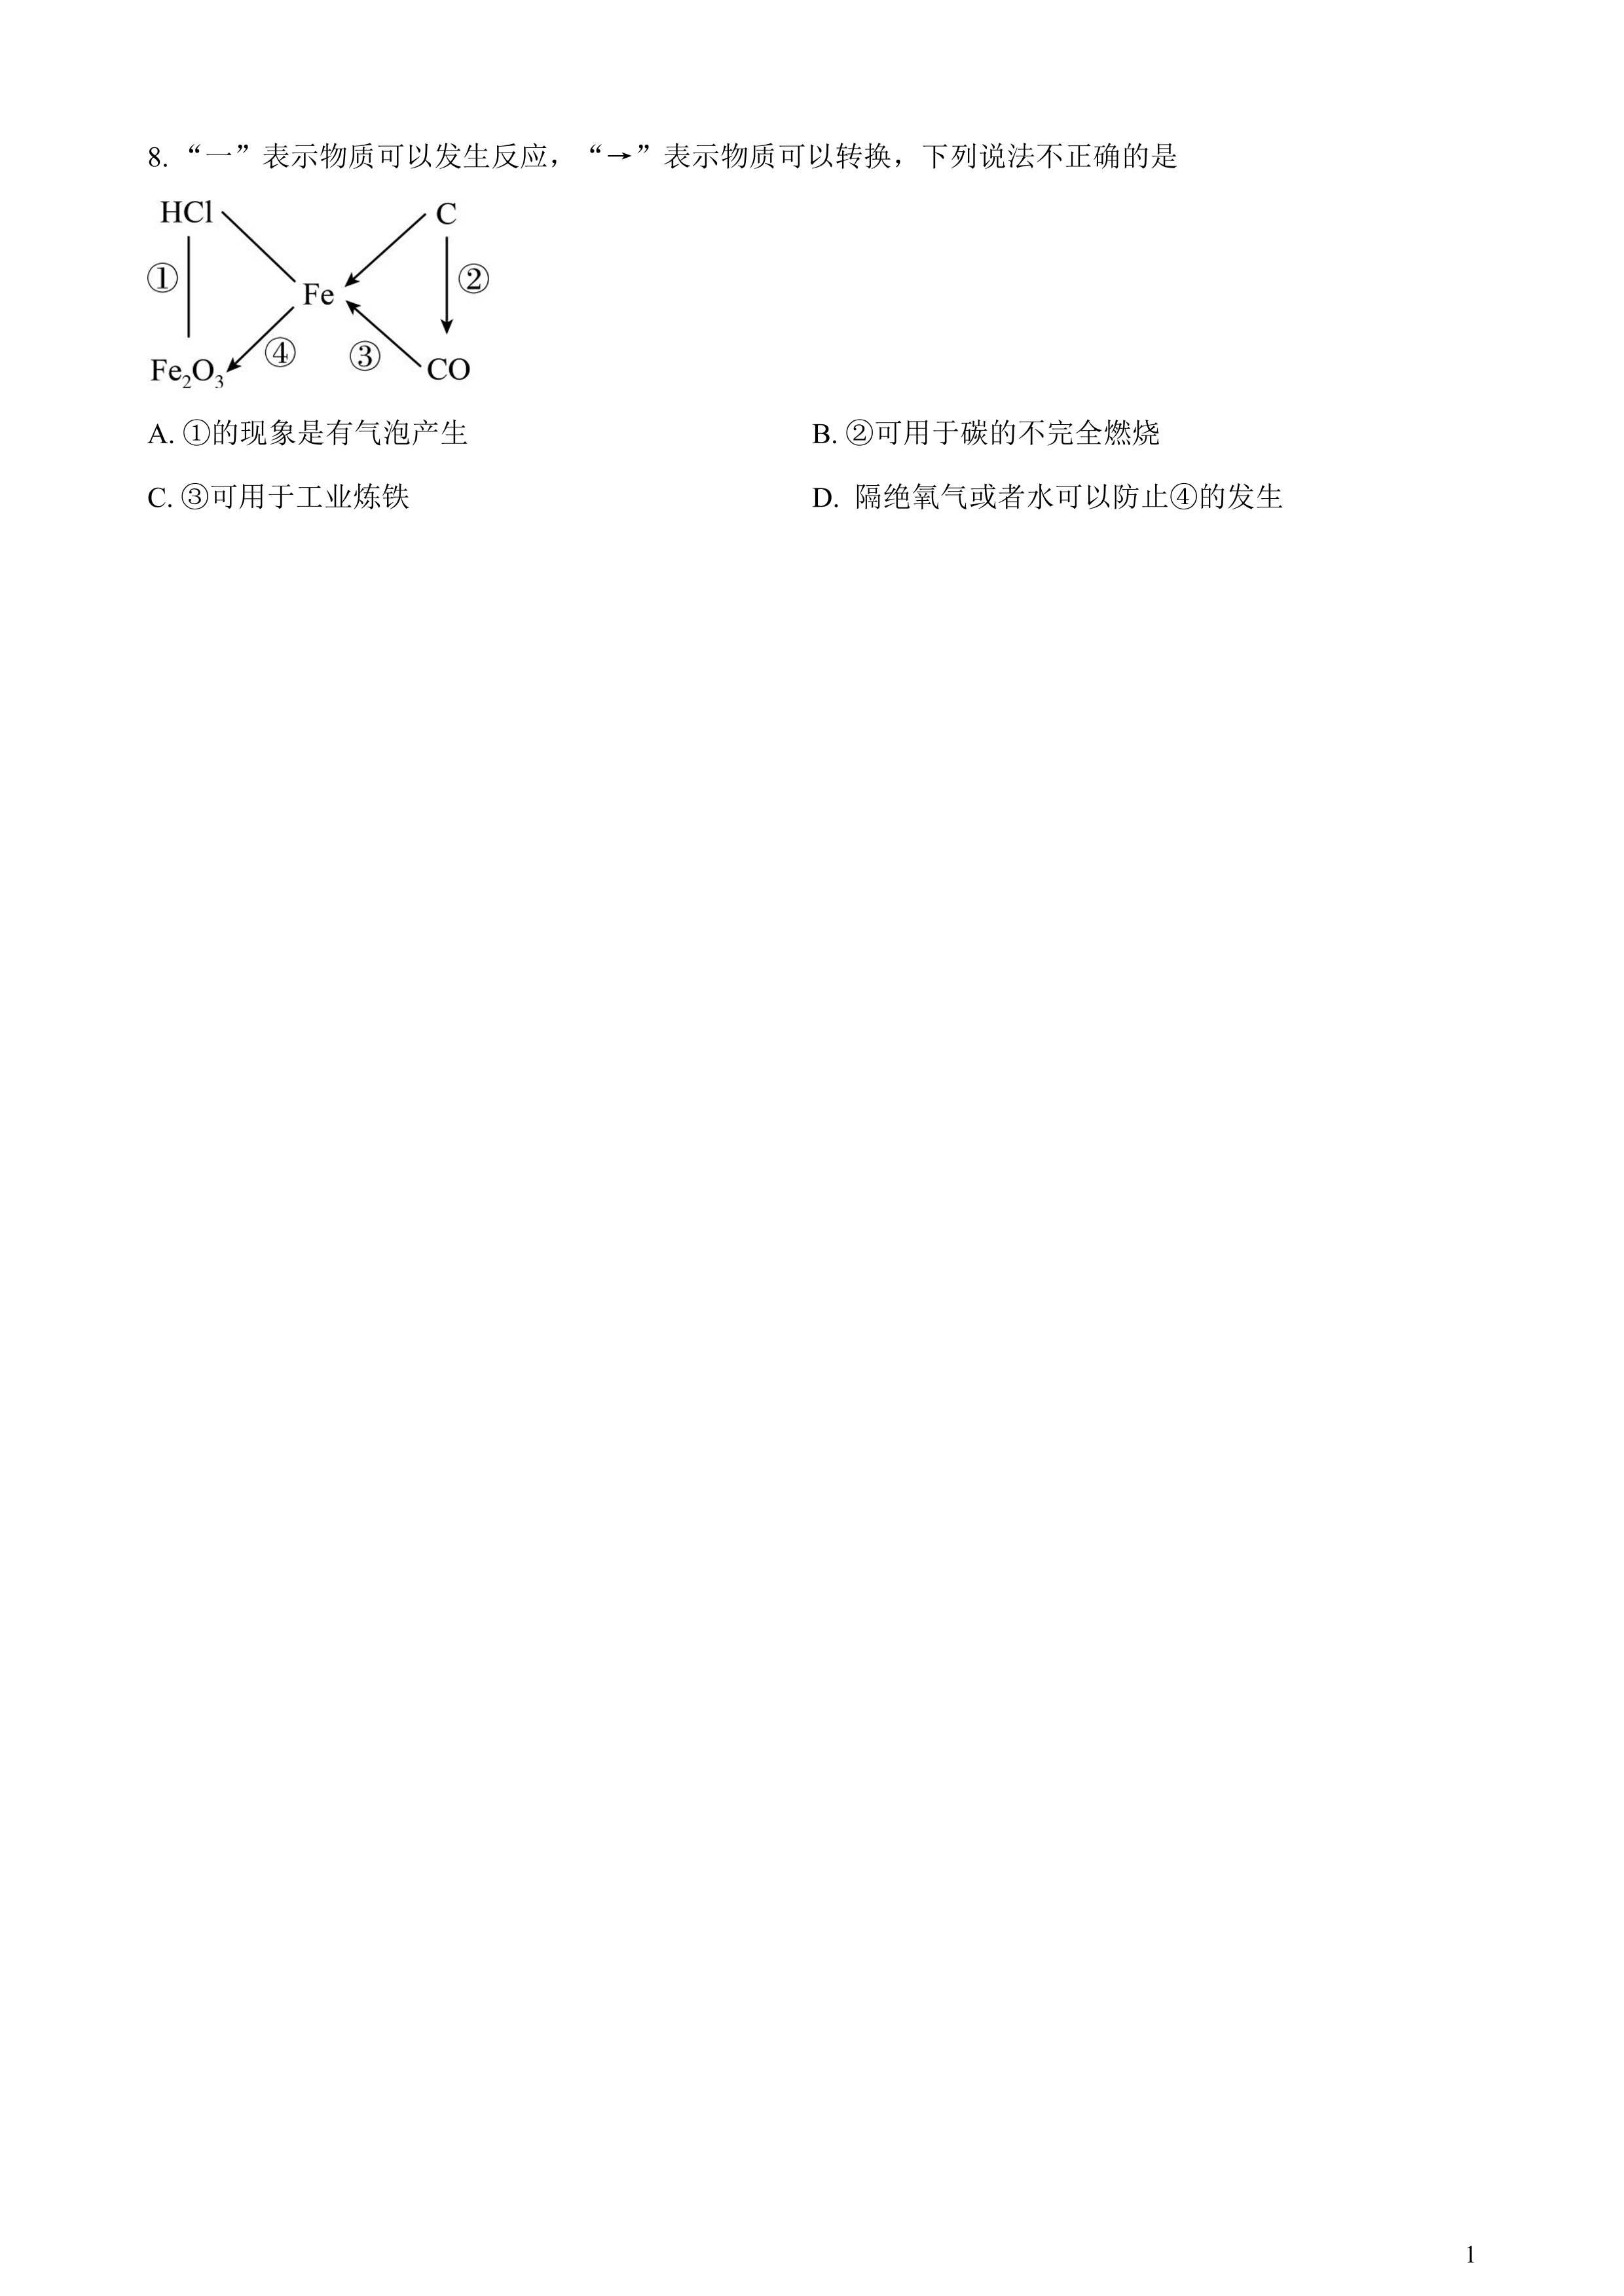 8. “一”表示物质可以发生反应，“→”表示物质可以转换，下列说法不正确的是
HCl C
① ②
Fe
④ ③
Fe₂O₃ CO
A. ①的现象是有气泡产生 B. ②可用于碳的不完全燃烧
C. ③可用于工业炼铁 D. 隔绝氧气或者水可以防止④的发生
1